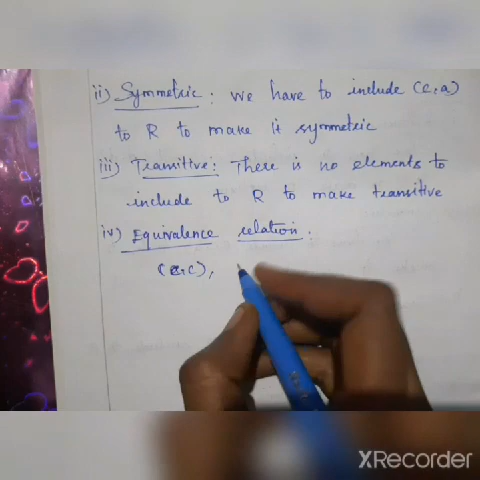 ii) Symmetric : We have to include (c,a)
to R to make it symmetric
iii) Transitive : There is no elements to
include to R to make transitive
iv) Equivalence relation.
(c,c),
XRecorder